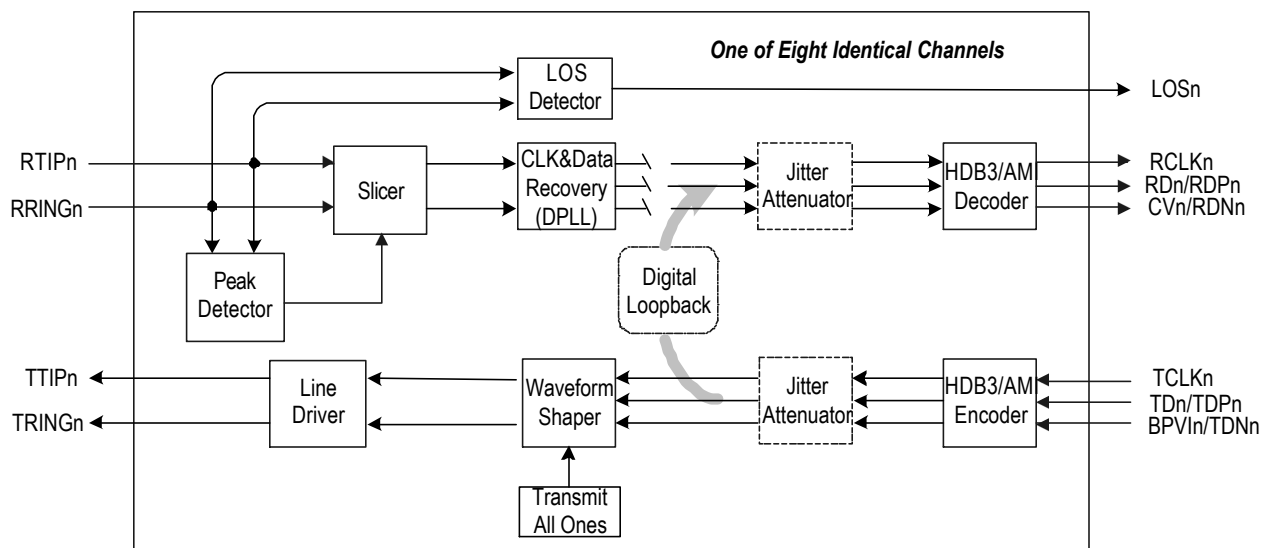 One of Eight Identical Channels
LOS
Detector
LOSn
RTIPn
RRINGn
Slicer
CLK&Data
Recovery
(DPLL)
Jitter
Attenuator
HDB3/AMI
Decoder
RCLKn
RDn/RDPn
CVn/RDNn
Peak
Detector
Digital
Loopback
TTIPn
TRINGn
Line
Driver
Waveform
Shaper
Jitter
Attenuator
HDB3/AMI
Encoder
TCLKn
TDn/TDPn
BPVIn/TDNn
Transmit
All Ones